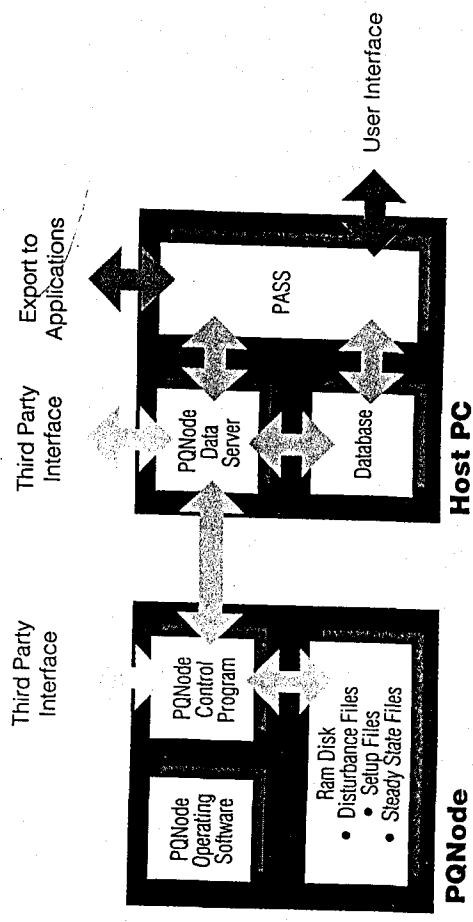 Third Party
Interface
PQNode
Operating
Software
PQNode
Control
Program
Ram Disk
• Disturbance Files
• Setup Files
• Steady State Files
PQNode
Third Party
Interface
Export to
Applications
PQNode
Data
Server
PASS
Database
User Interface
Host PC